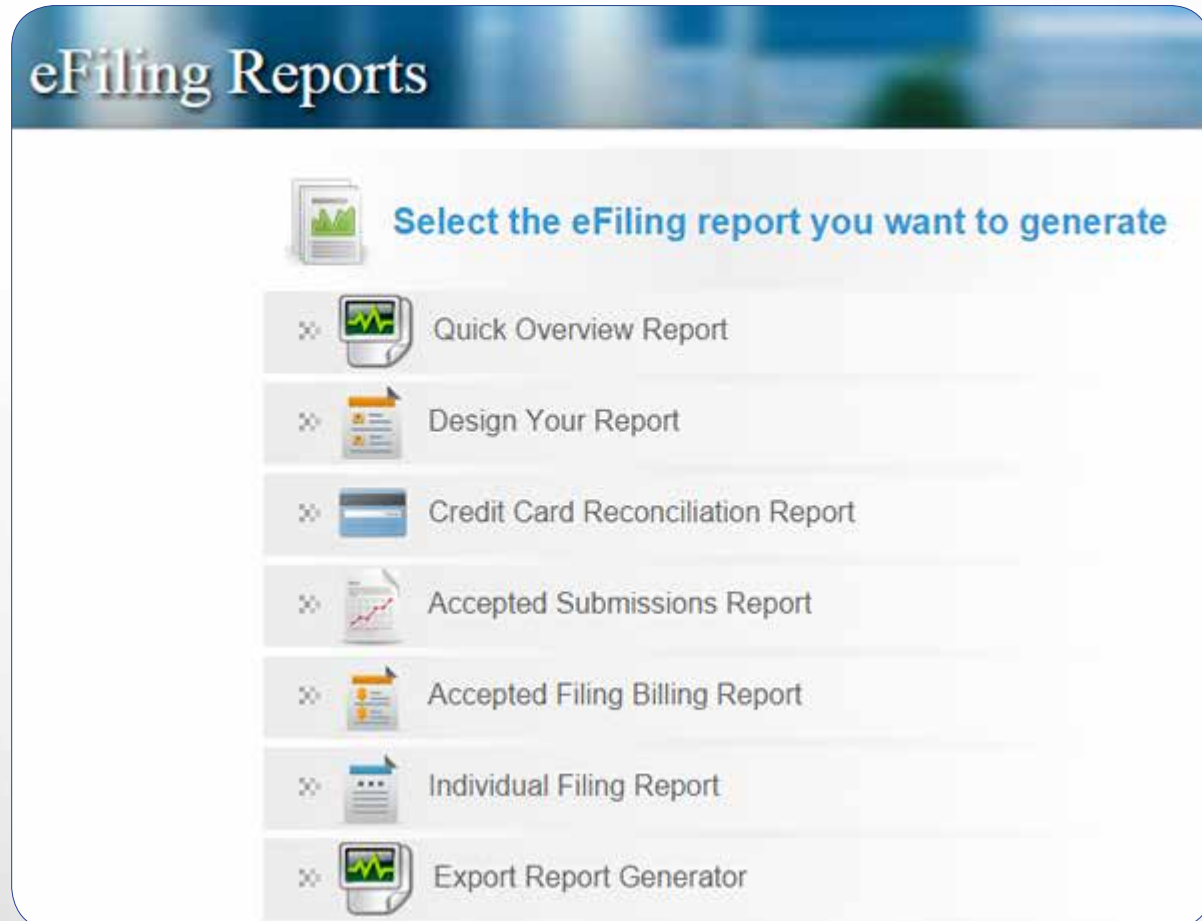 eFiling Reports
Select the eFiling report you want to generate
Quick Overview Report
Design Your Report
Credit Card Reconciliation Report
Accepted Submissions Report
Accepted Filing Billing Report
Individual Filing Report
Export Report Generator